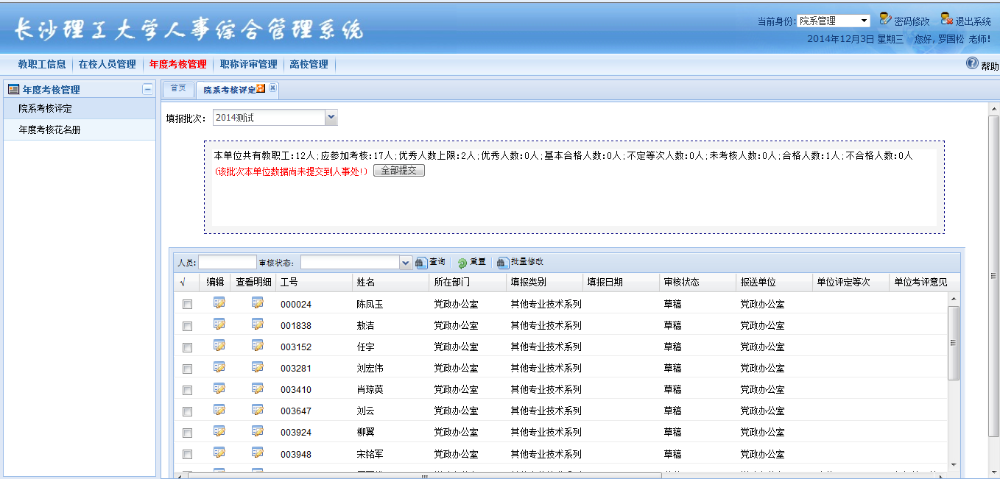 长沙理工大学人事综合管理系统
当前身份: 院系管理 密码修改 退出系统
2014年12月3日 星期三 您好, 罗国松 老师!
教职工信息 在校人员管理 年度考核管理 职称评审管理 离校管理 帮助
年度考核管理
院系考核评定
年度考核花名册
首页 院系考核评定
填报批次: 2014测试
本单位共有教职工:12人;应参加考核:17人;优秀人数上限:2人;优秀人数:0人;基本合格人数:0人;不定等次人数:0人;未考核人数:0人;合格人数:1人;不合格人数:0人
(该批次本单位数据尚未提交到人事处!) 全部提交
人员: 审核状态: 查询 重置 批量修改
√ 编辑 查看明细 工号 姓名 所在部门 填报类别 填报日期 审核状态 报送单位 单位评定等次 单位考评意见
000024 陈凤玉 党政办公室 其他专业技术系列 草稿 党政办公室
001838 敖洁 党政办公室 其他专业技术系列 草稿 党政办公室
003152 任宇 党政办公室 其他专业技术系列 草稿 党政办公室
003281 刘宏伟 党政办公室 其他专业技术系列 草稿 党政办公室
003410 肖琼英 党政办公室 其他专业技术系列 草稿 党政办公室
003647 刘云 党政办公室 其他专业技术系列 草稿 党政办公室
003924 柳翼 党政办公室 其他专业技术系列 草稿 党政办公室
003948 宋铭军 党政办公室 其他专业技术系列 草稿 党政办公室